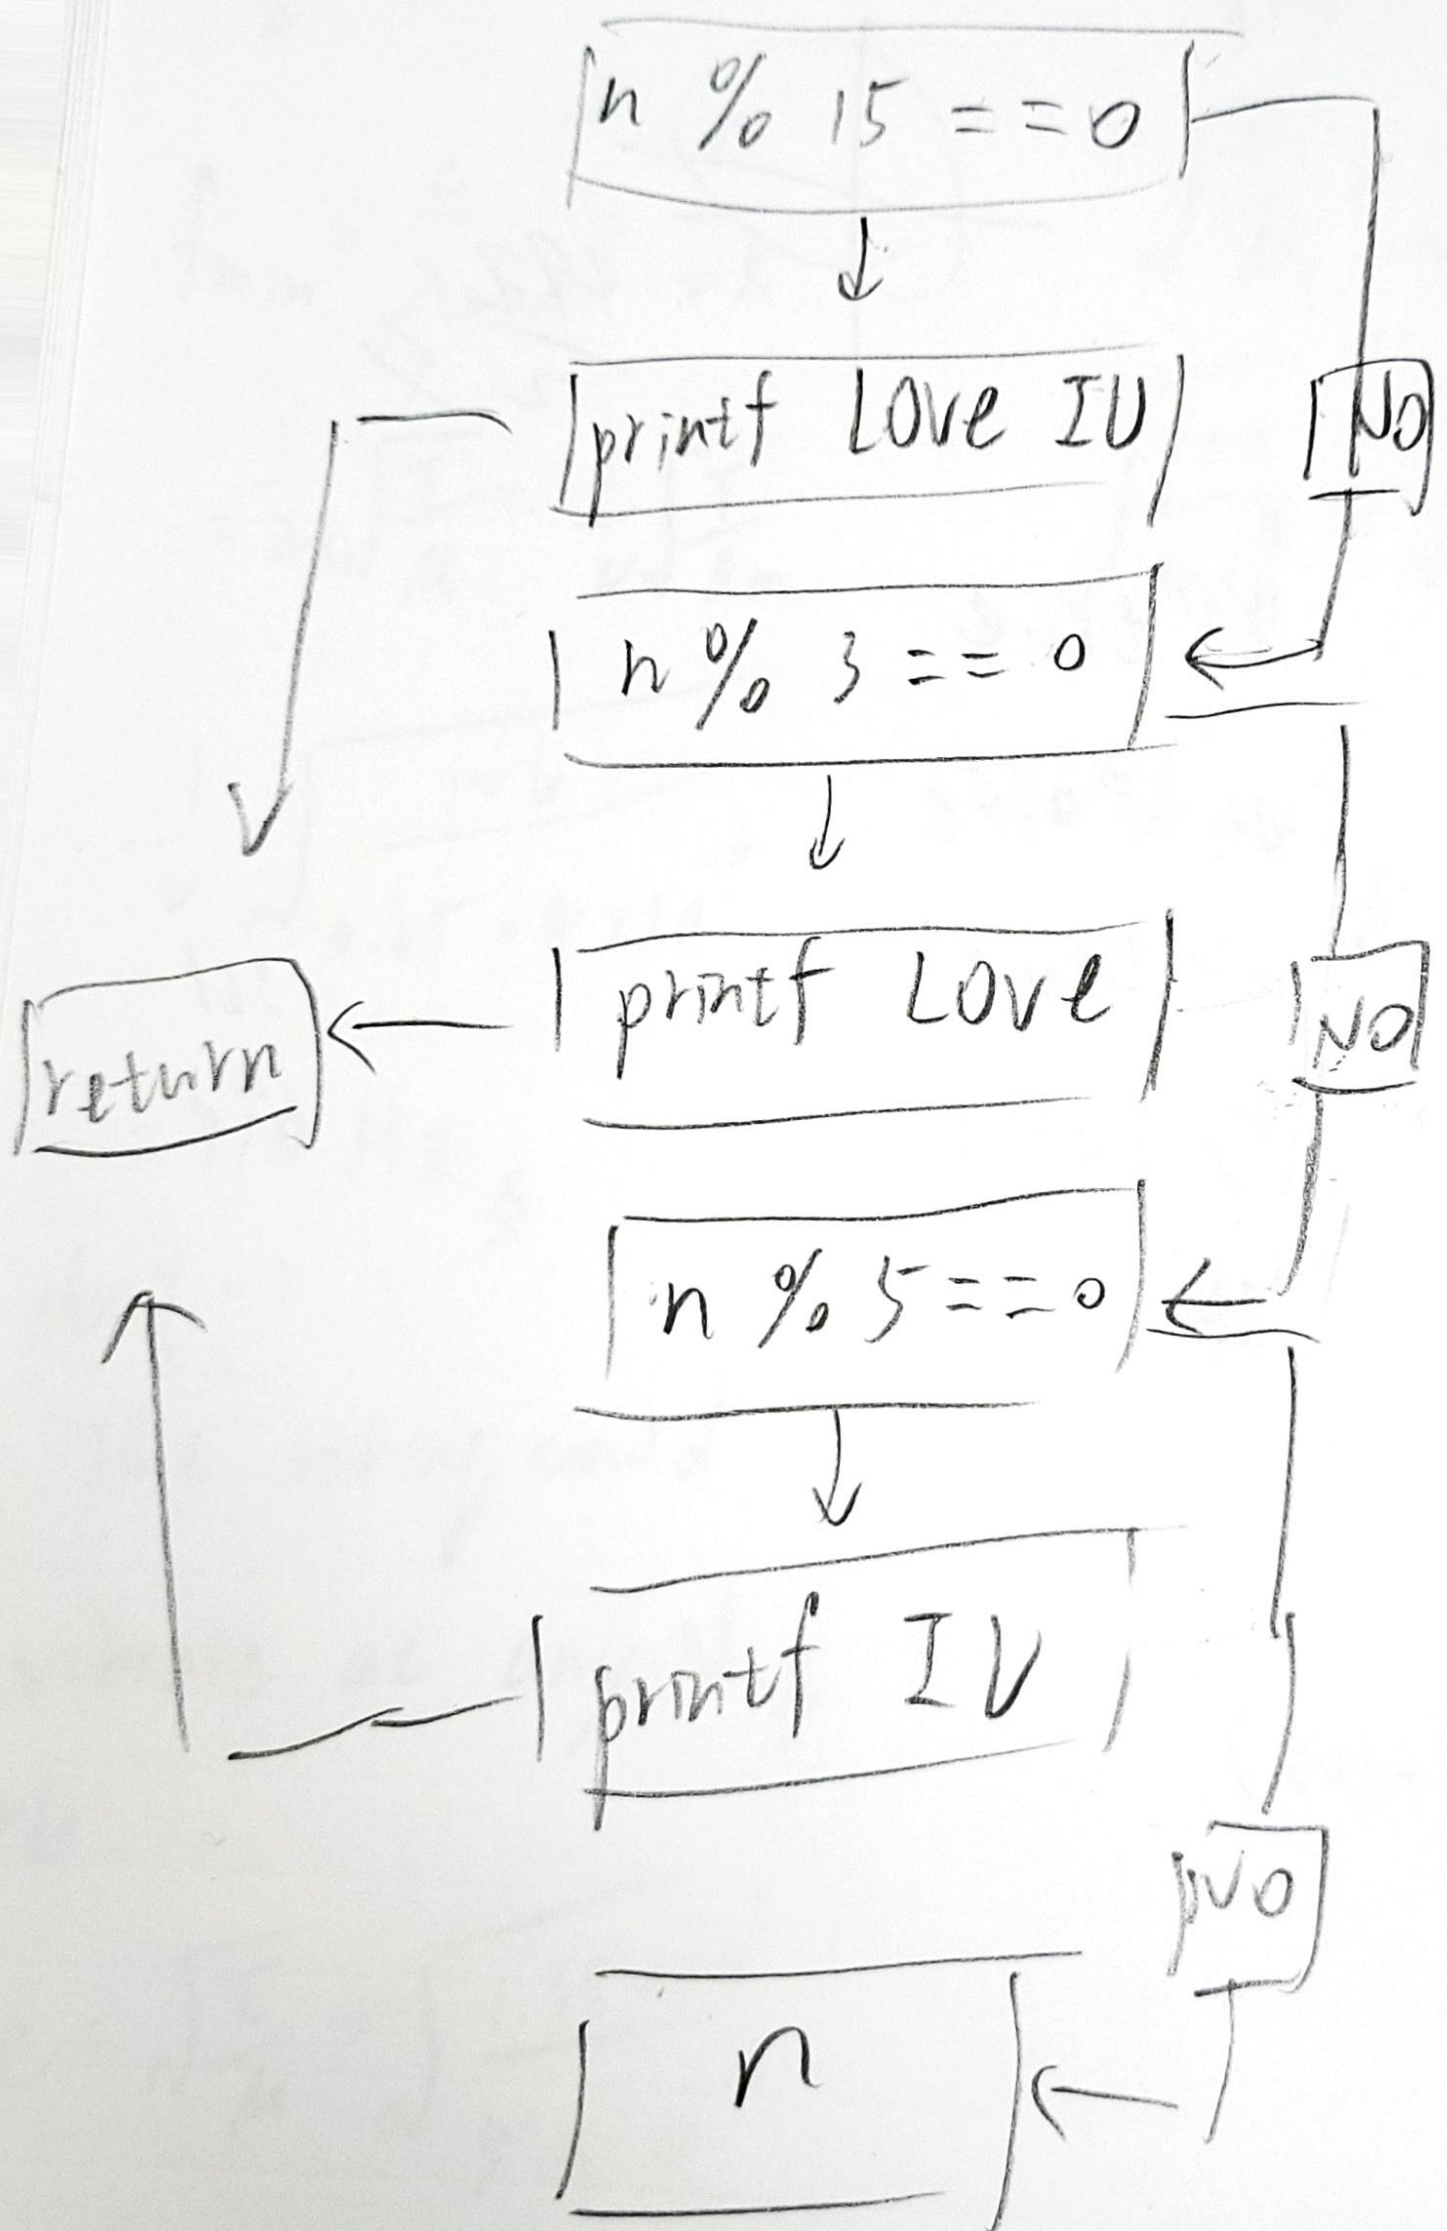 n % 15 == 0
printf Love IU
NO
n % 3 == 0
printf Love
NO
return
n % 5 == 0
printf IU
NO
n